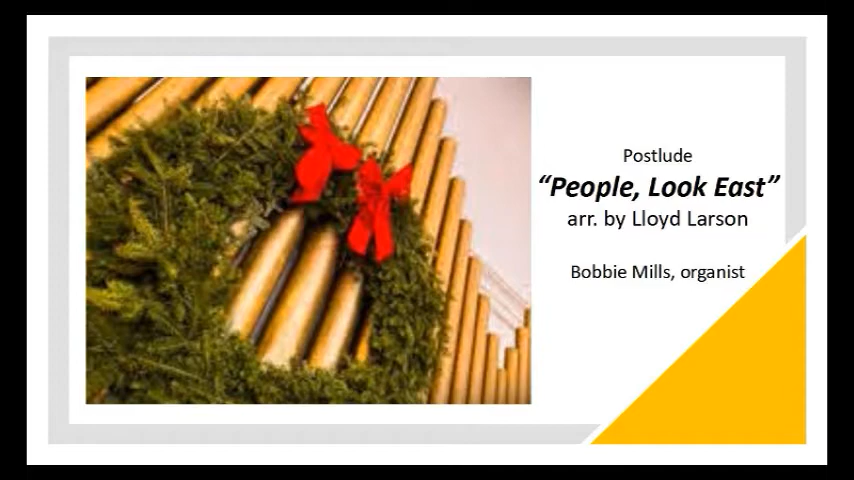 Postlude
“People, Look East”
arr. by Lloyd Larson
Bobbie Mills, organist